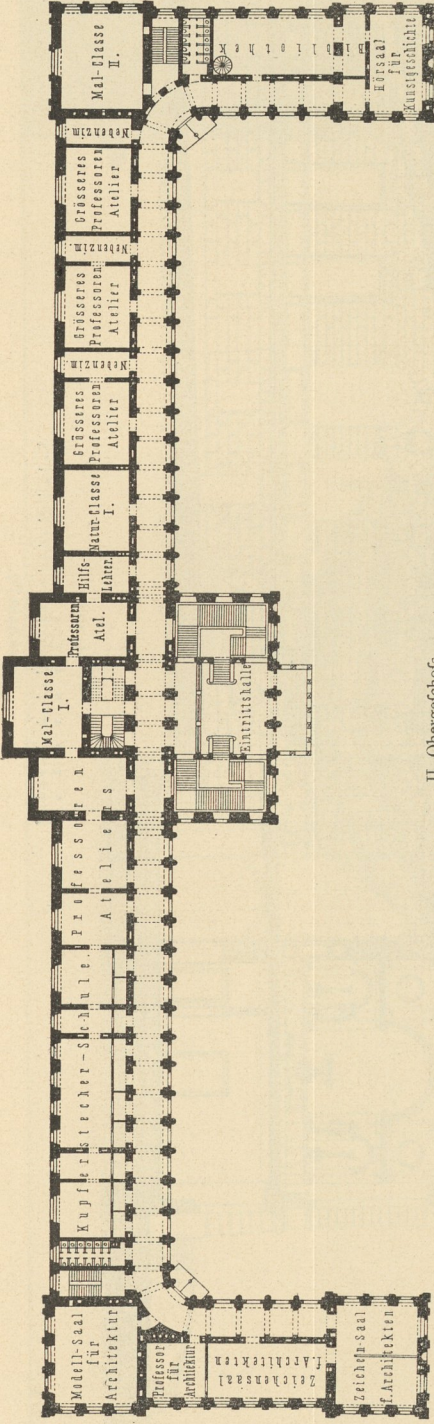 Mal-Classe
II.
Bibliothek
Hörsaal
für
Kunstgeschichte
Nebenzim.
Grösseres
Professoren
Atelier
Nebenzim.
Grösseres
Professoren
Atelier
Nebenzim.
Grösseres
Professoren
Atelier
Natur-Classe
I.
Hilfs-
Lehrer.
Professoren
Atel.
Mal-Classe
I.
Eintrittshalle
Professoren
Ateliers
Kupferstecher-Schule.
Modell-Saal
für
Architektur
Professor
für
Architektur
Zeichensaal
f. Architekten
Zeichen-Saal
f. Architekten
II. Obergeschoß: